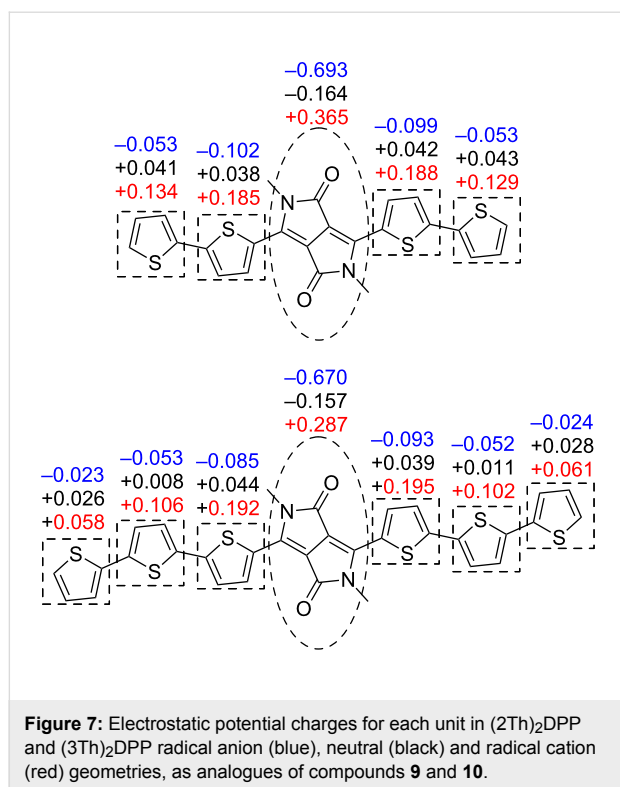 −0.693
−0.164
+0.365
−0.053
+0.041
+0.134
−0.102
+0.038
+0.185
−0.099
+0.042
+0.188
−0.053
+0.043
+0.129
O
N
S
S
S
S
N
O
−0.670
−0.157
+0.287
−0.023
+0.026
+0.058
−0.053
+0.008
+0.106
−0.085
+0.044
+0.192
−0.093
+0.039
+0.195
−0.052
+0.011
+0.102
−0.024
+0.028
+0.061
O
N
S
S
S
S
S
S
N
O
Figure 7: Electrostatic potential charges for each unit in (2Th)2DPP
and (3Th)2DPP radical anion (blue), neutral (black) and radical cation
(red) geometries, as analogues of compounds 9 and 10.